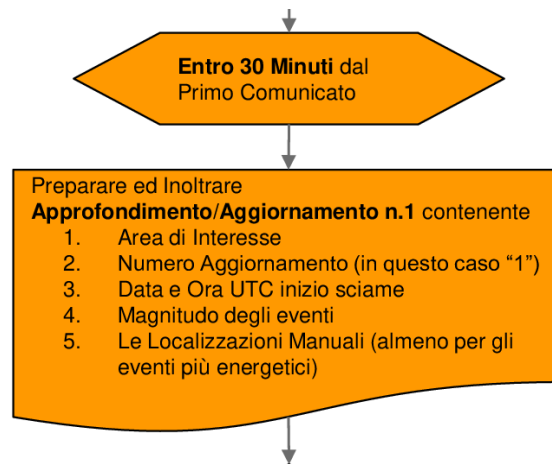 Entro 30 Minuti dal
Primo Comunicato
Preparare ed Inoltrare
Approfondimento/Aggiornamento n.1 contenente
1. Area di Interesse
2. Numero Aggiornamento (in questo caso “1”)
3. Data e Ora UTC inizio sciame
4. Magnitudo degli eventi
5. Le Localizzazioni Manuali (almeno per gli
eventi più energetici)